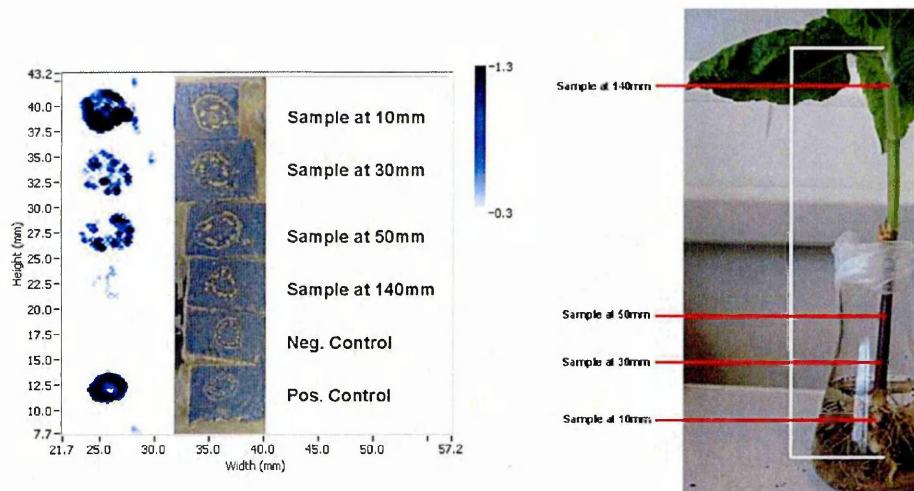 43.2
40.0
37.5
35.0
32.5
30.0
27.5
25.0
22.5
20.0
17.5
15.0
12.5
10.0
7.7
Height (mm)
21.7 25.0 30.0 35.0 40.0 45.0 50.0 57.2
Width (mm)
Sample at 10mm
Sample at 30mm
Sample at 50mm
Sample at 140mm
Neg. Control
Pos. Control
1.3
0.3
Sample at 140mm
Sample at 50mm
Sample at 30mm
Sample at 10mm